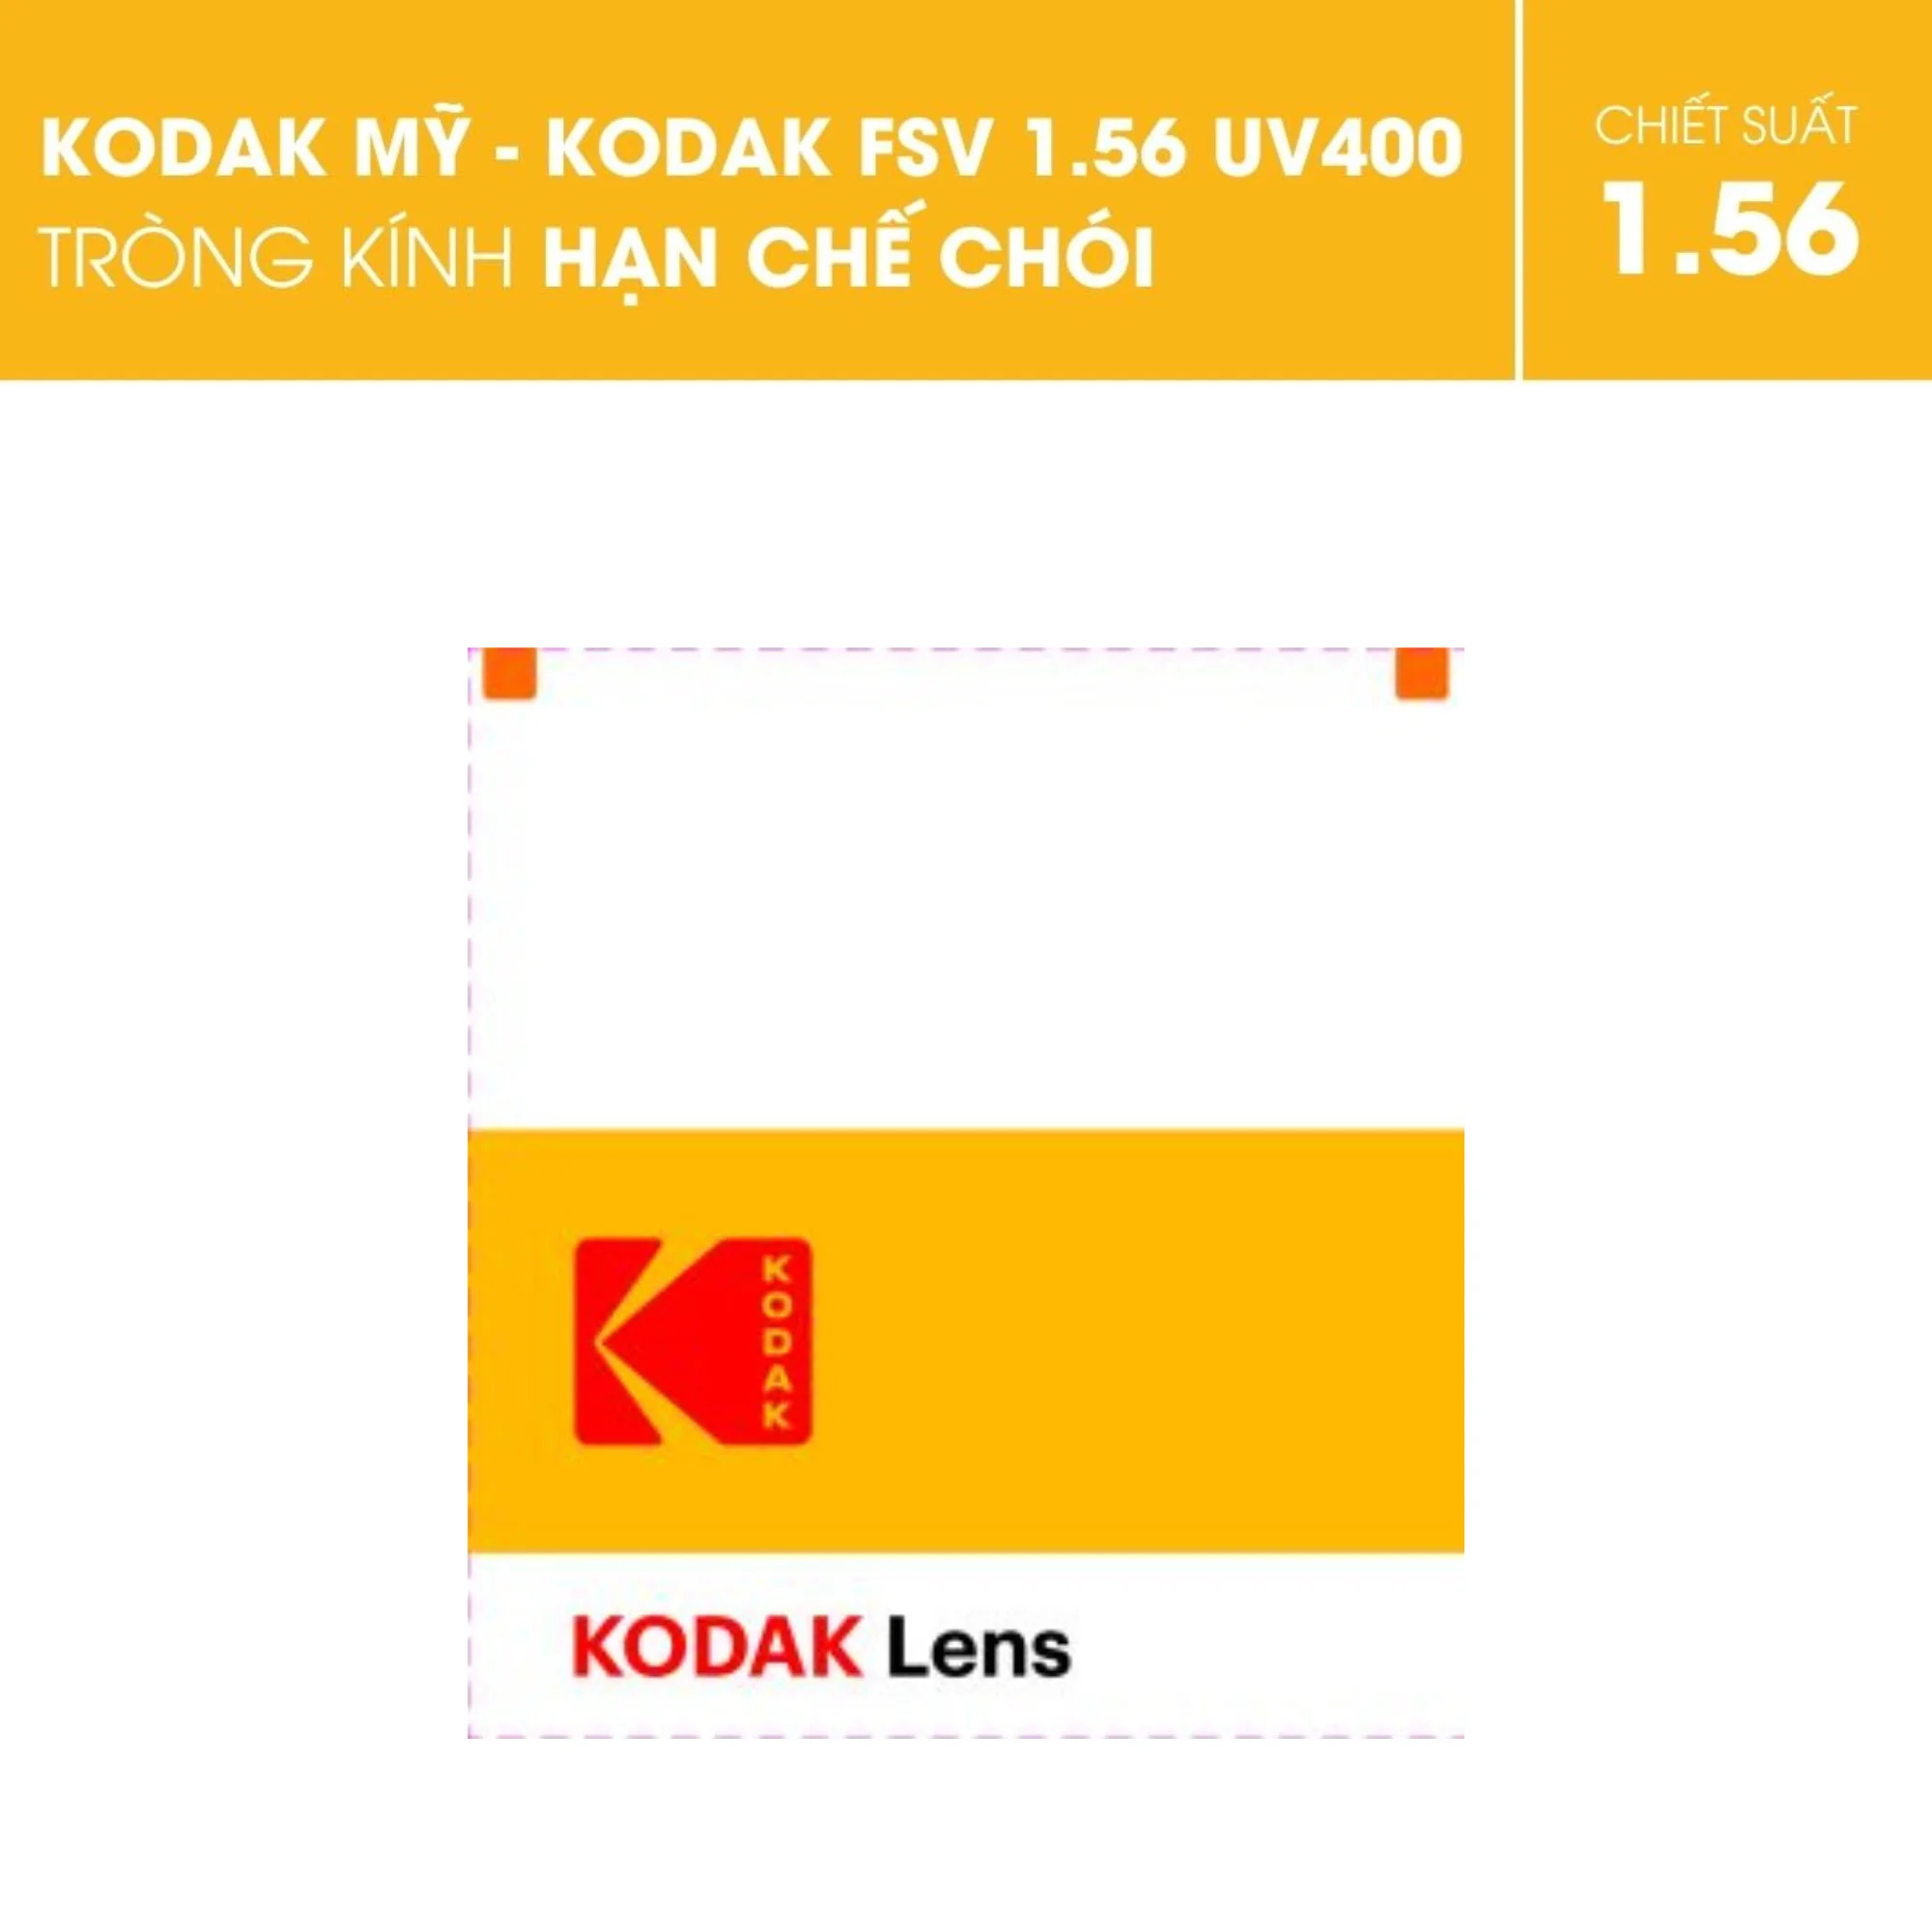 KODAK MỸ - KODAK FSV 1.56 UV400
TRÒNG KÍNH HẠN CHẾ CHÓI
CHIẾT SUẤT
1.56
KODAK
KODAK Lens